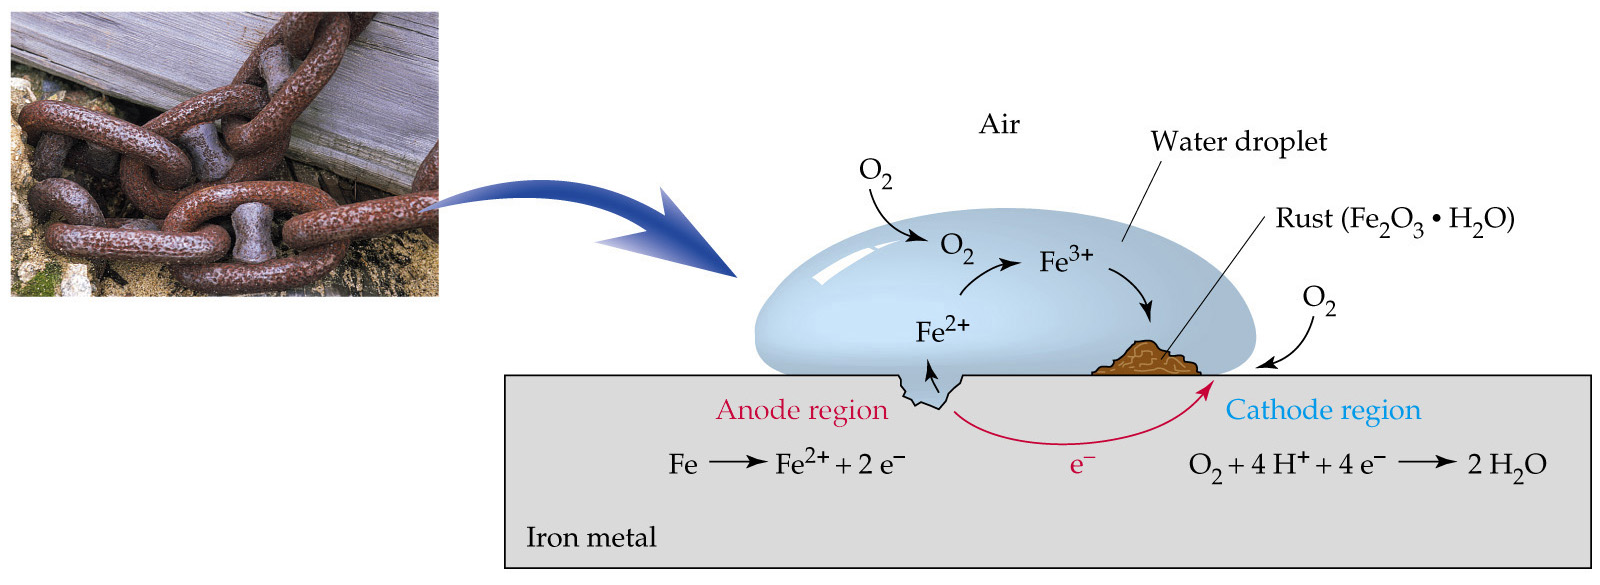 Air
Water droplet
O₂
Rust (Fe₂O₃ • H₂O)
O₂
Fe³⁺
O₂
Fe²⁺
Anode region
Cathode region
Fe ⟶ Fe²⁺ + 2 e⁻
e⁻
O₂ + 4 H⁺ + 4 e⁻ ⟶ 2 H₂O
Iron metal